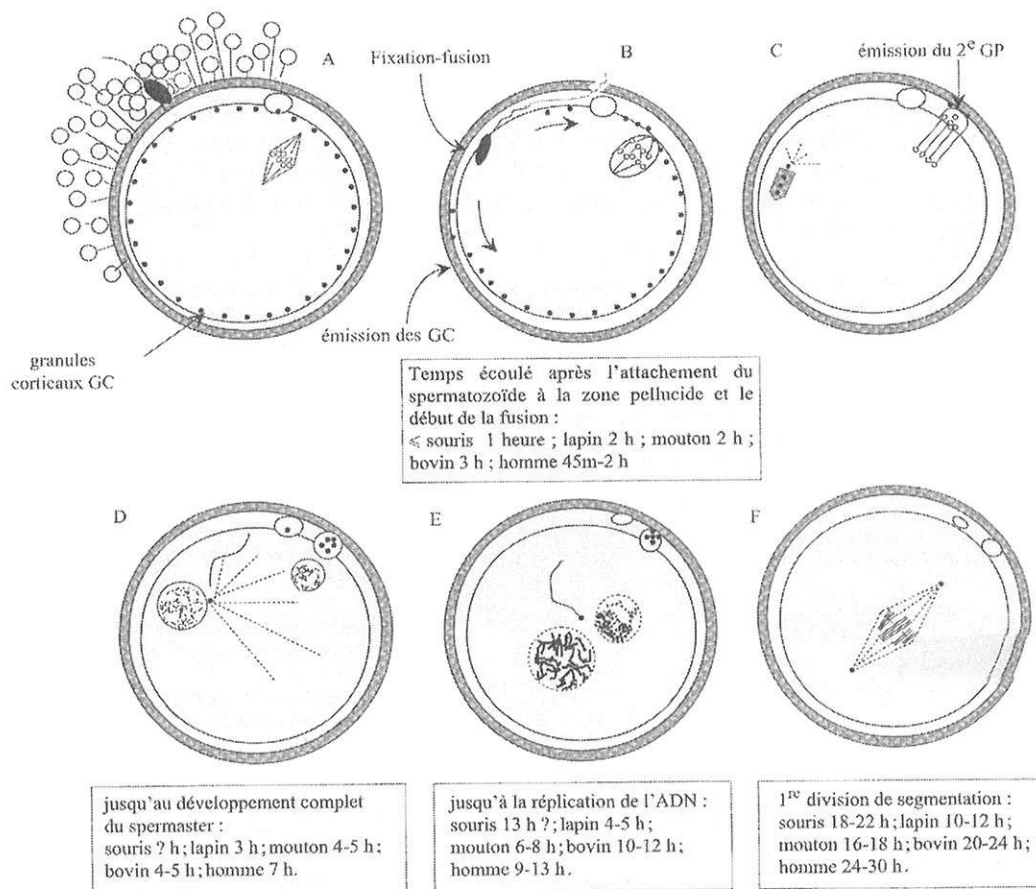 A
B
C
Fixation-fusion
émission du 2e GP
granules
corticaux GC
émission des GC
Temps écoulé après l'attachement du
spermatozoïde à la zone pellucide et le
début de la fusion :
⩽ souris 1 heure ; lapin 2 h ; mouton 2 h ;
bovin 3 h ; homme 45m-2 h
D
E
F
jusqu'au développement complet
du spermaster :
souris ? h ; lapin 3 h ; mouton 4-5 h ;
bovin 4-5 h ; homme 7 h.
jusqu'à la réplication de l'ADN :
souris 13 h ? ; lapin 4-5 h ;
mouton 6-8 h ; bovin 10-12 h ;
homme 9-13 h.
1re division de segmentation :
souris 18-22 h ; lapin 10-12 h ;
mouton 16-18 h ; bovin 20-24 h ;
homme 24-30 h.